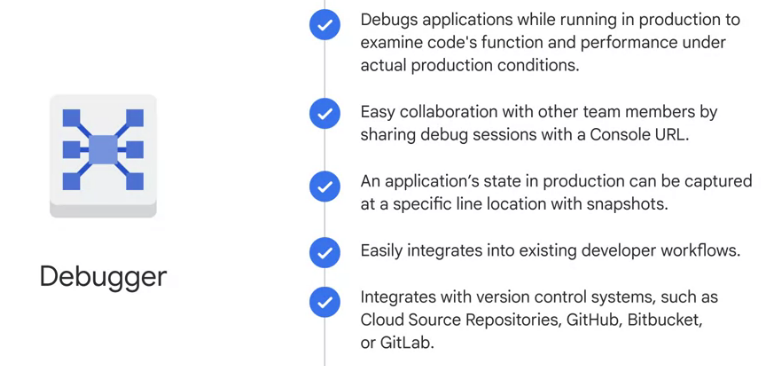 Debugs applications while running in production to
examine code's function and performance under
actual production conditions.
Easy collaboration with other team members by
sharing debug sessions with a Console URL.
An application’s state in production can be captured
at a specific line location with snapshots.
Easily integrates into existing developer workflows.
Debugger
Integrates with version control systems, such as
Cloud Source Repositories, GitHub, Bitbucket,
or GitLab.